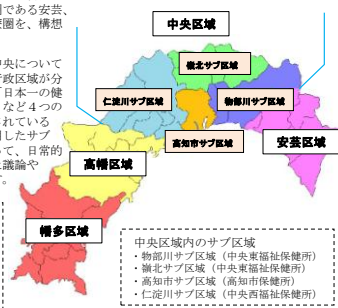 圏である安芸、
療圏を、構想
中央について
行政区域が分
「日本一の健
」など４つの
されている
用したサブ
って、日常的
た議論や
す。
中央区域
嶺北サブ区域
仁淀川サブ区域
物部川サブ区域
高知市サブ区域
安芸区域
高幡区域
幡多区域
中央区域内のサブ区域
・物部川サブ区域（中央東福祉保健所）
・嶺北サブ区域（中央東福祉保健所）
・高知市サブ区域（高知市保健所）
・仁淀川サブ区域（中央西福祉保健所）